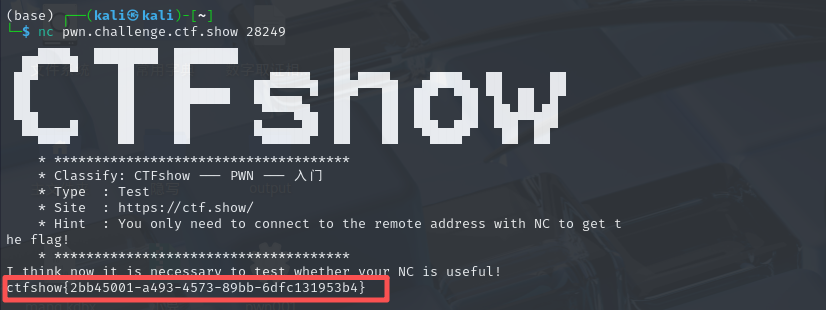 (base) ┌──(kali㉿kali)-[~]
└─$ nc pwn.challenge.ctf.show 28249
CTFshow
* *************************************
* Classify: CTFshow --- PWN --- 入门
* Type  : Test
* Site  : https://ctf.show/
* Hint  : You only need to connect to the remote address with NC to get t
he flag!
* *************************************
I think now it is necessary to test whether your NC is useful!
ctfshow{2bb45001-a493-4573-89bb-6dfc131953b4}